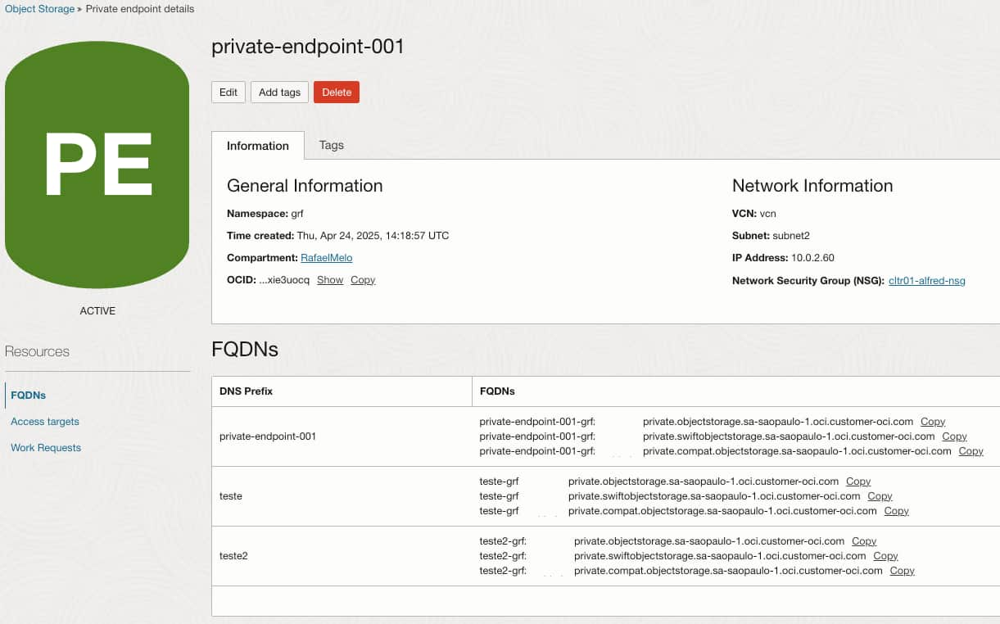 Object Storage » Private endpoint details
PE
ACTIVE
private-endpoint-001
Edit Add tags Delete
Information Tags
General Information
Namespace: grf
Time created: Thu, Apr 24, 2025, 14:18:57 UTC
Compartment: RafaelMelo
OCID: ...xie3uocq Show Copy
Network Information
VCN: vcn
Subnet: subnet2
IP Address: 10.0.2.60
Network Security Group (NSG): cltr01-alfred-nsg
Resources
FQDNs
Access targets
Work Requests
FQDNs
DNS Prefix FQDNs
private-endpoint-001
private-endpoint-001-grf: private.objectstorage.sa-saopaulo-1.oci.customer-oci.com Copy
private-endpoint-001-grf: private.swiftobjectstorage.sa-saopaulo-1.oci.customer-oci.com Copy
private-endpoint-001-grf: private.compat.objectstorage.sa-saopaulo-1.oci.customer-oci.com Copy
teste
teste-grf private.objectstorage.sa-saopaulo-1.oci.customer-oci.com Copy
teste-grf private.swiftobjectstorage.sa-saopaulo-1.oci.customer-oci.com Copy
teste-grf private.compat.objectstorage.sa-saopaulo-1.oci.customer-oci.com Copy
teste2
teste2-grf: private.objectstorage.sa-saopaulo-1.oci.customer-oci.com Copy
teste2-grf: private.swiftobjectstorage.sa-saopaulo-1.oci.customer-oci.com Copy
teste2-grf: private.compat.objectstorage.sa-saopaulo-1.oci.customer-oci.com Copy